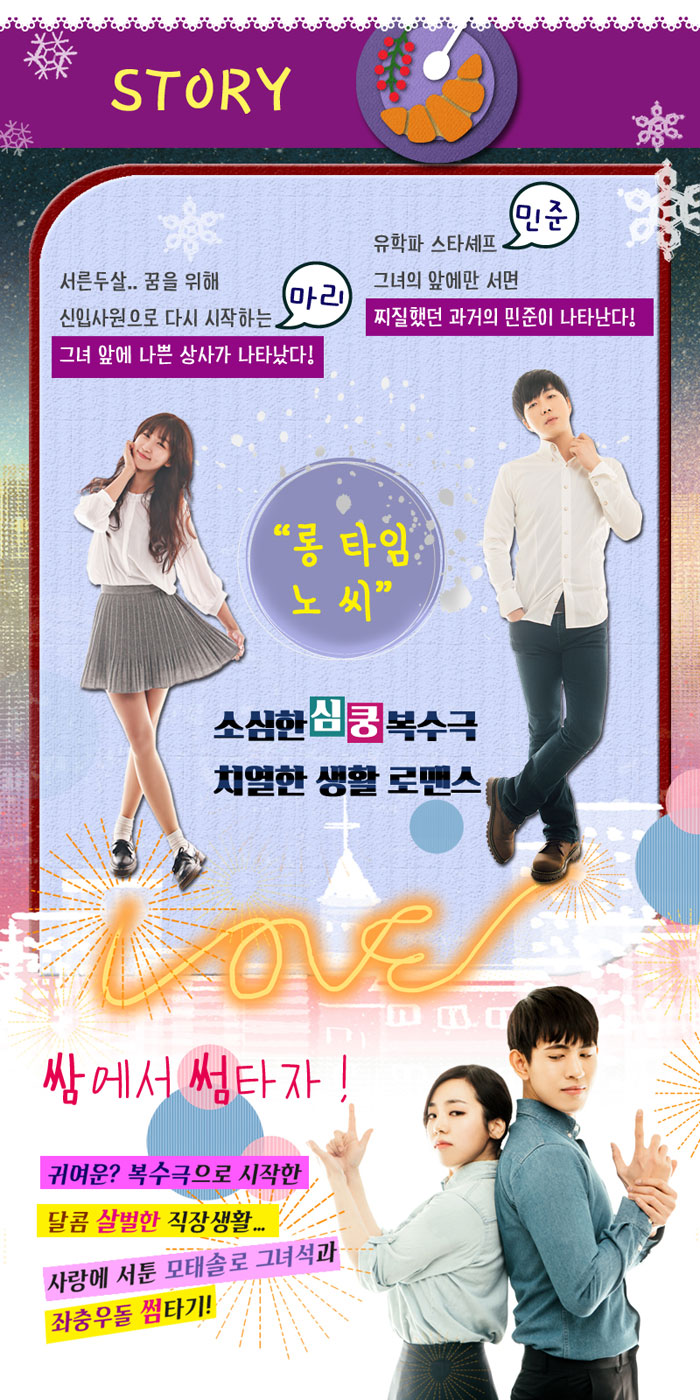 STORY
민준
유학파 스타셰프
그녀의 앞에만 서면
찌질했던 과거의 민준이 나타난다!
마리
서른두살.. 꿈을 위해
신입사원으로 다시 시작하는
그녀 앞에 나쁜 상사가 나타났다!
“롱 타임
노 씨”
소심한 심쿵 복수극
치열한 생활 로맨스
LOVE
쌈에서 썸타자 !
귀여운? 복수극으로 시작한
달콤 살벌한 직장생활...
사랑에 서툰 모태솔로 그녀석과
좌충우돌 썸타기!